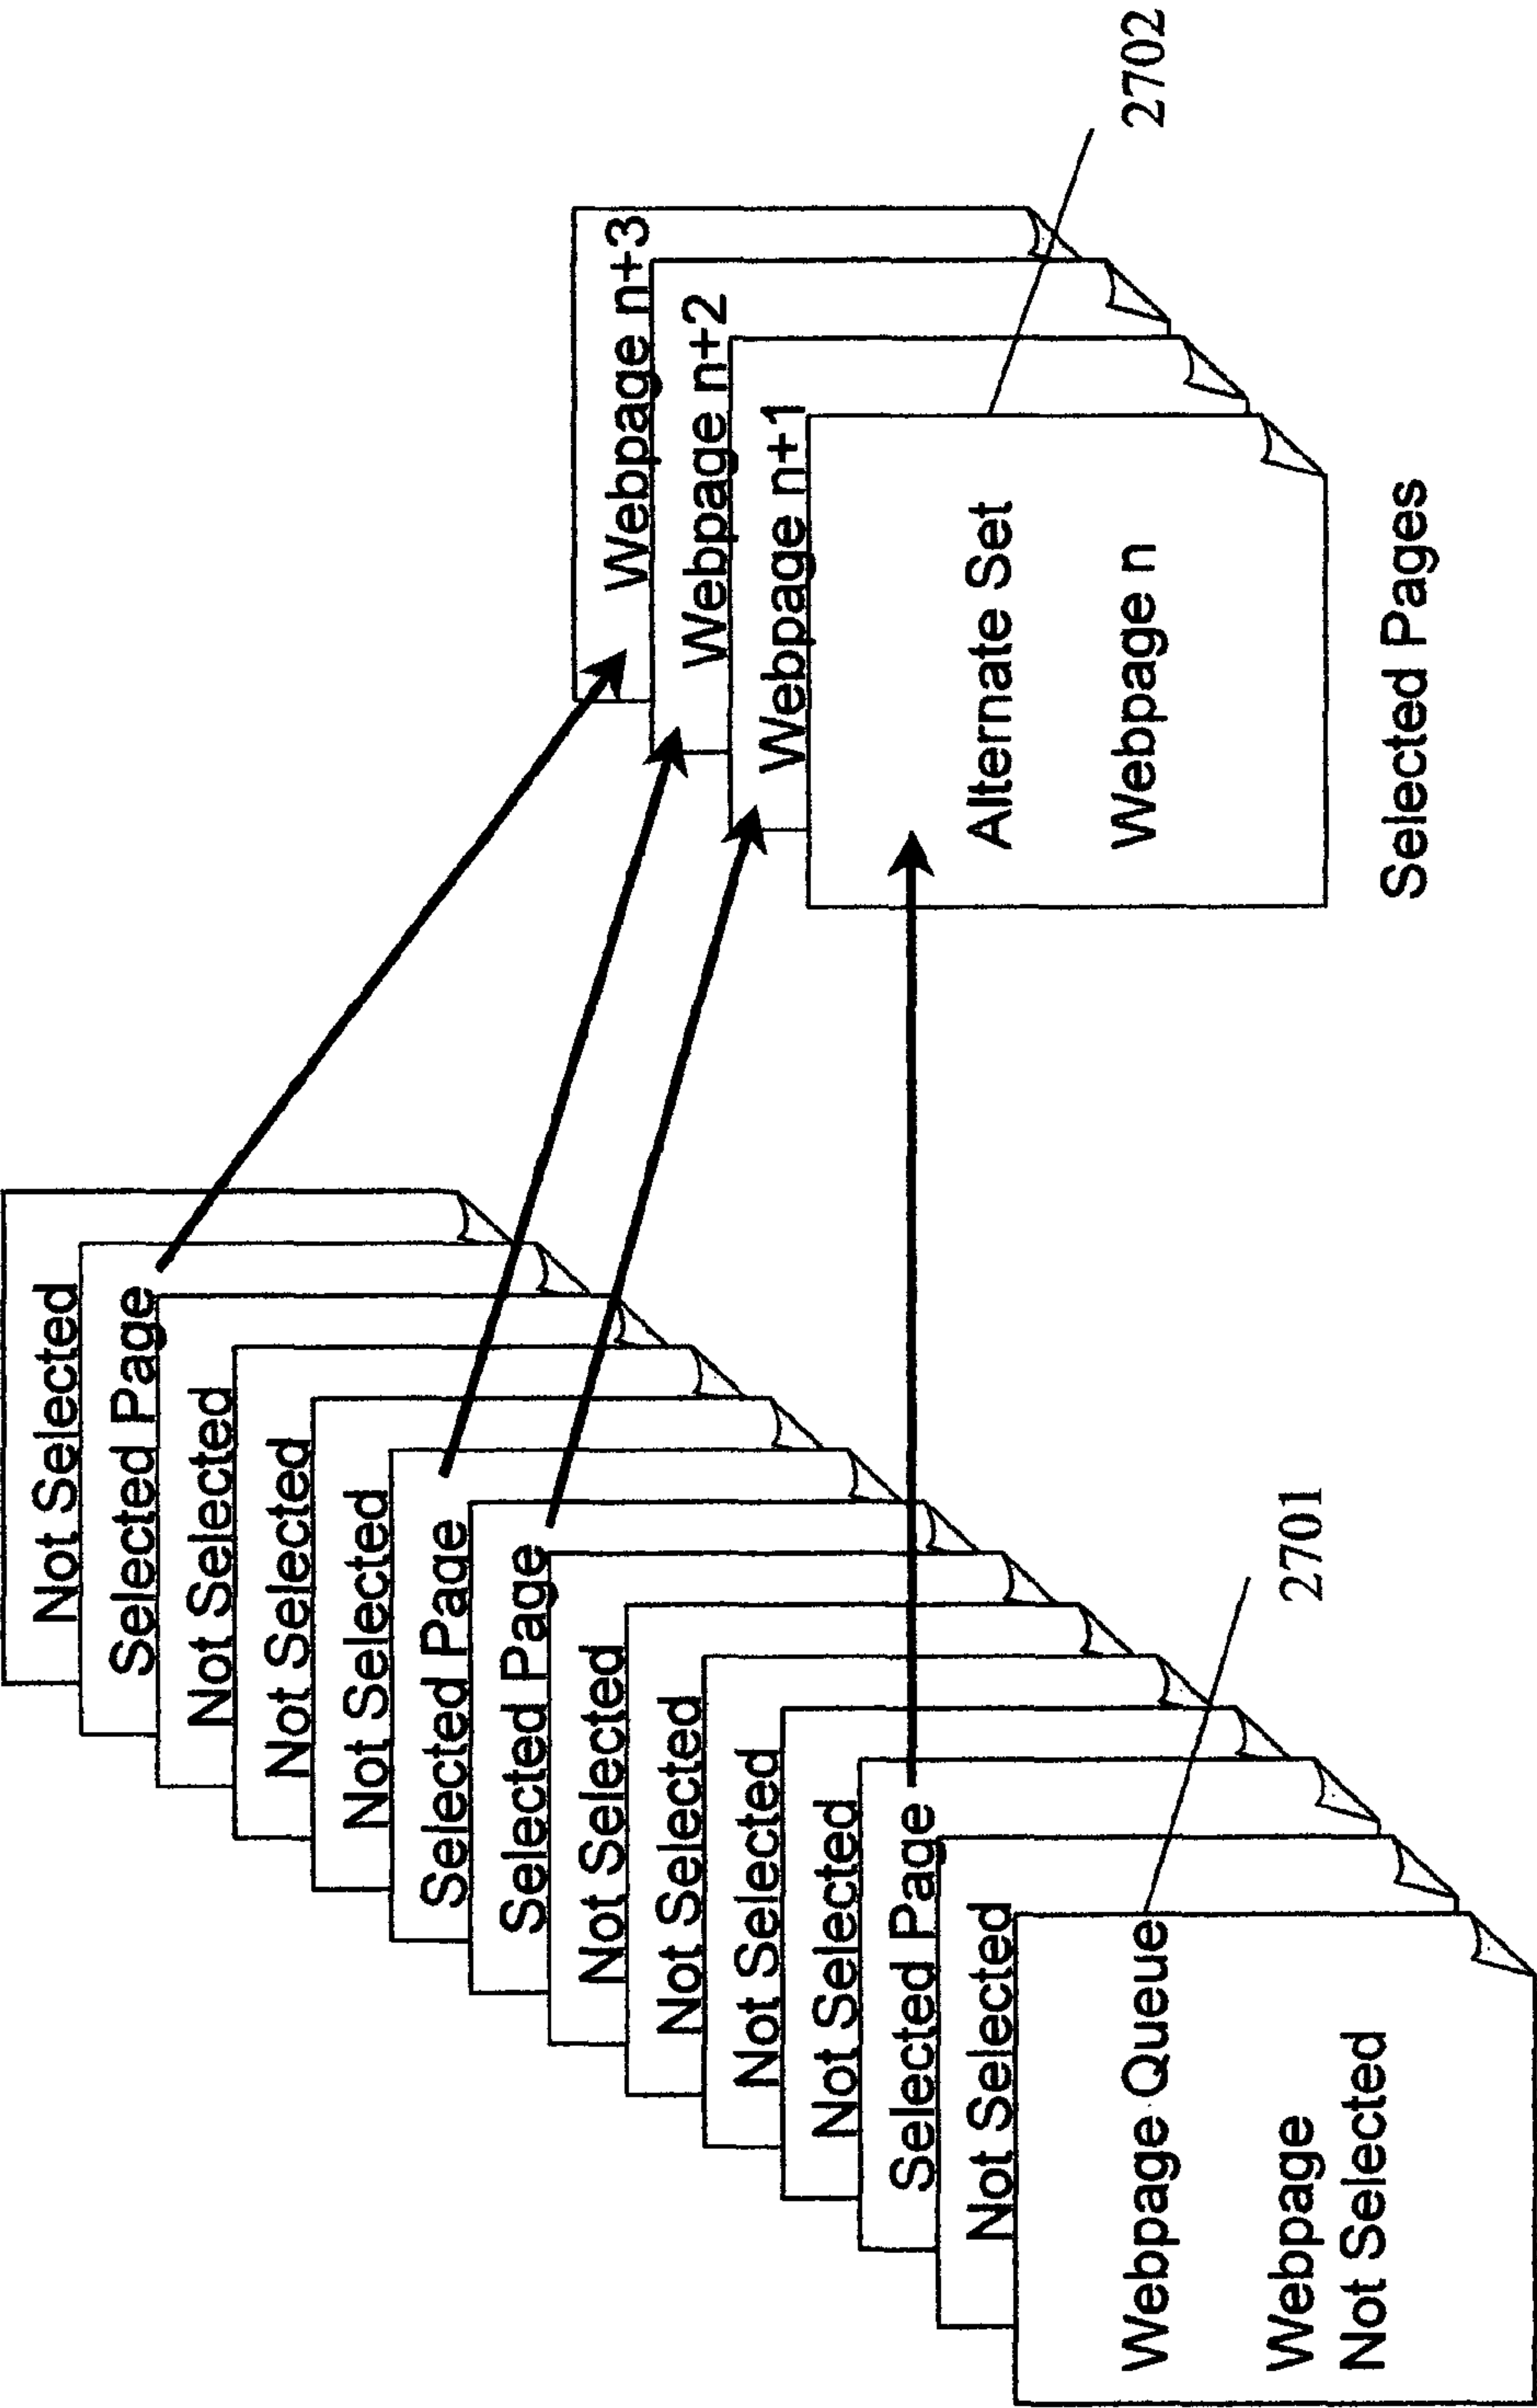 Not Selected
Selected Page
Not Selected
Not Selected
Not Selected
Selected Page
Selected Page
Not Selected
Not Selected
Not Selected
Not Selected
Selected Page
Not Selected
Webpage Queue
Webpage
Not Selected
2701
Webpage n+3
Webpage n+2
Webpage n+1
Alternate Set
Webpage n
2702
Selected Pages